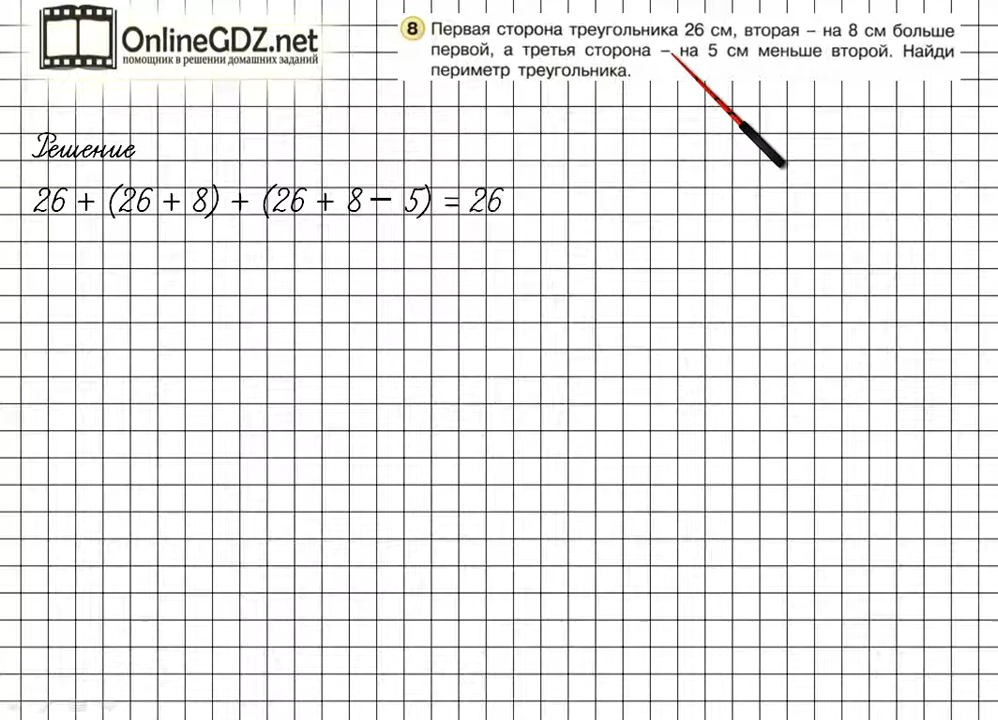 OnlineGDZ.net
помощник в решении домашних заданий
8 Первая сторона треугольника 26 см, вторая – на 8 см больше
первой, а третья сторона – на 5 см меньше второй. Найди
периметр треугольника.
Решение
26 + (26 + 8) + (26 + 8 – 5) = 26